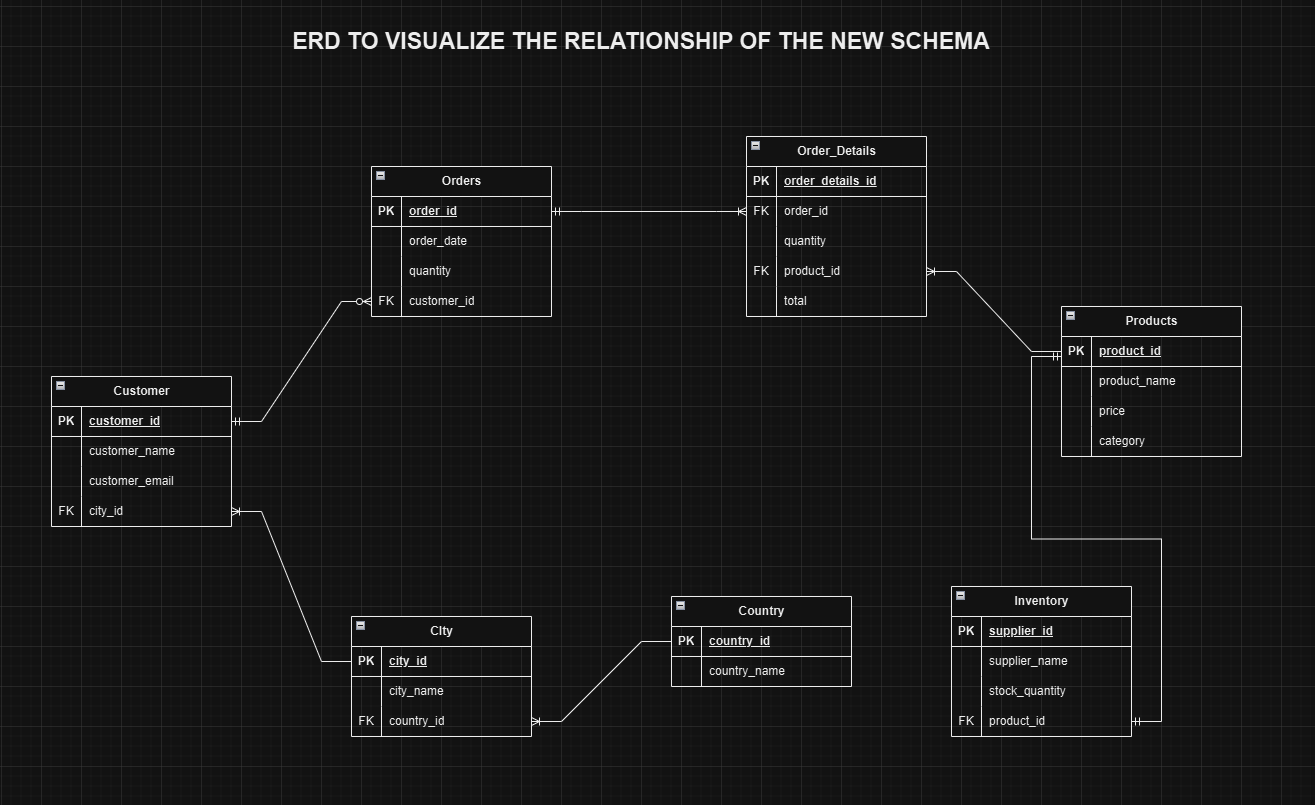 ERD TO VISUALIZE THE RELATIONSHIP OF THE NEW SCHEMA
Order_Details
PK order_details_id
FK order_id
quantity
FK product_id
total
Orders
PK order_id
order_date
quantity
FK customer_id
Products
PK product_id
product_name
price
category
Customer
PK customer_id
customer_name
customer_email
FK city_id
CIty
PK city_id
city_name
FK country_id
Country
PK country_id
country_name
Inventory
PK supplier_id
supplier_name
stock_quantity
FK product_id